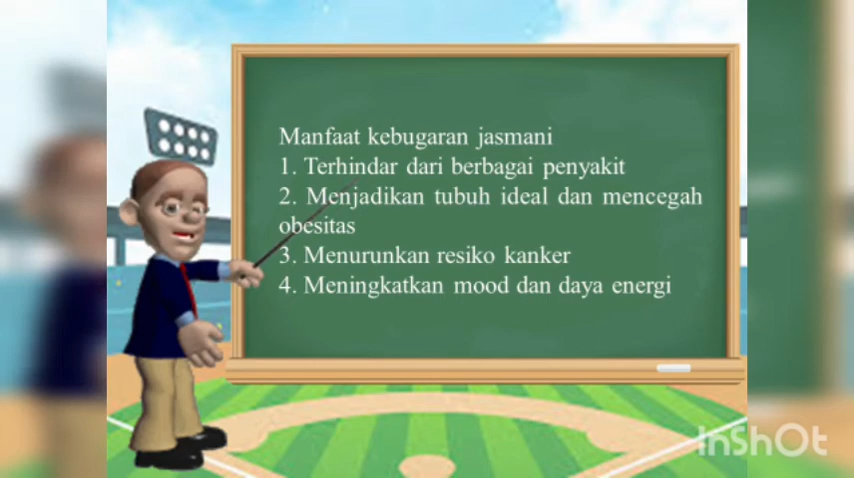 Manfaat kebugaran jasmani
1. Terhindar dari berbagai penyakit
2. Menjadikan tubuh ideal dan mencegah
obesitas
3. Menurunkan resiko kanker
4. Meningkatkan mood dan daya energi
InShOt